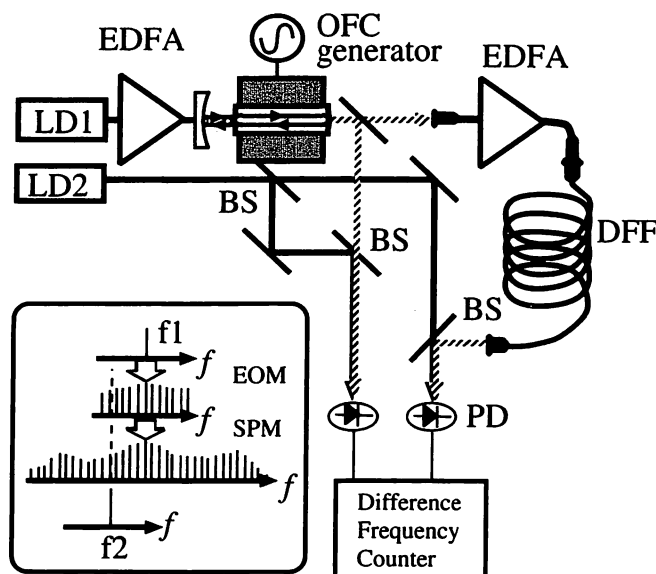 EDFA
OFC
generator
EDFA
LD1
LD2
BS
BS
DFF
BS
f1
f
EOM
f
SPM
f
f
f2
PD
Difference
Frequency
Counter